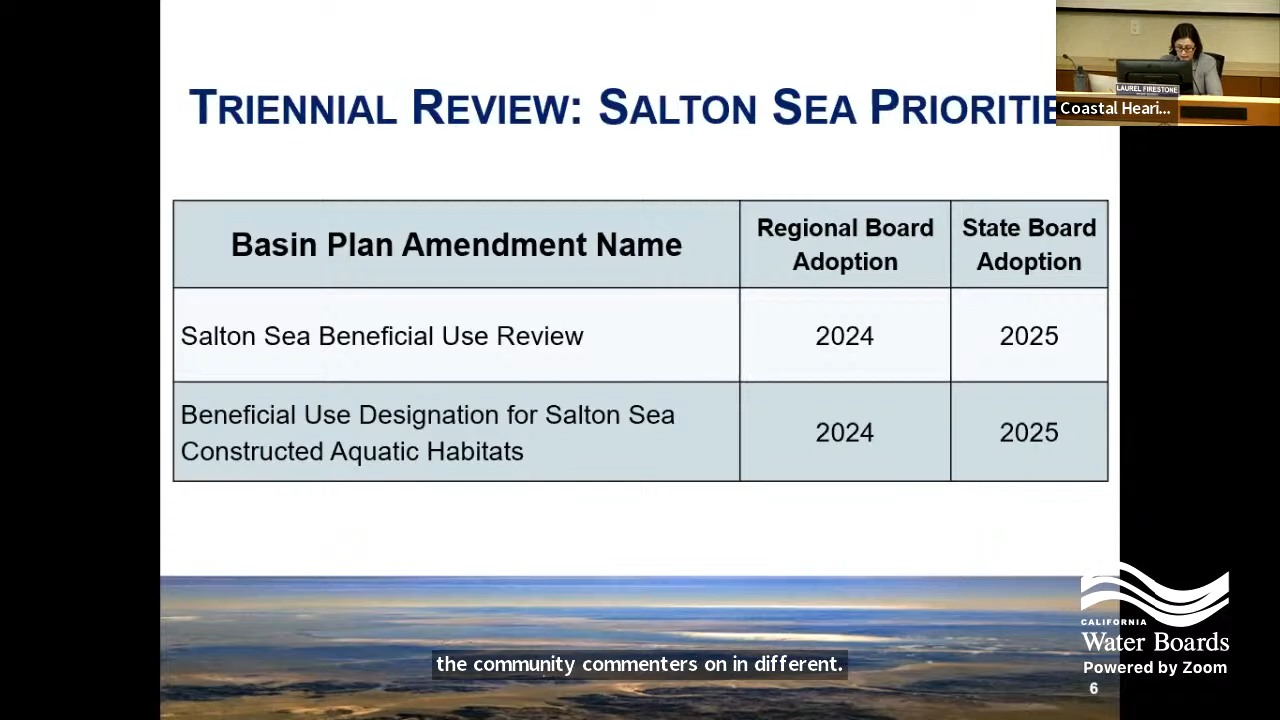 TRIENNIAL REVIEW: SALTON SEA PRIORITIE
LAUREL FIRESTONE
Coastal Heari...
Basin Plan Amendment Name
Regional Board
Adoption
State Board
Adoption
Salton Sea Beneficial Use Review
2024
2025
Beneficial Use Designation for Salton Sea
Constructed Aquatic Habitats
2024
2025
CALIFORNIA
Water Boards
Powered by Zoom
the community commenters on in different.
6